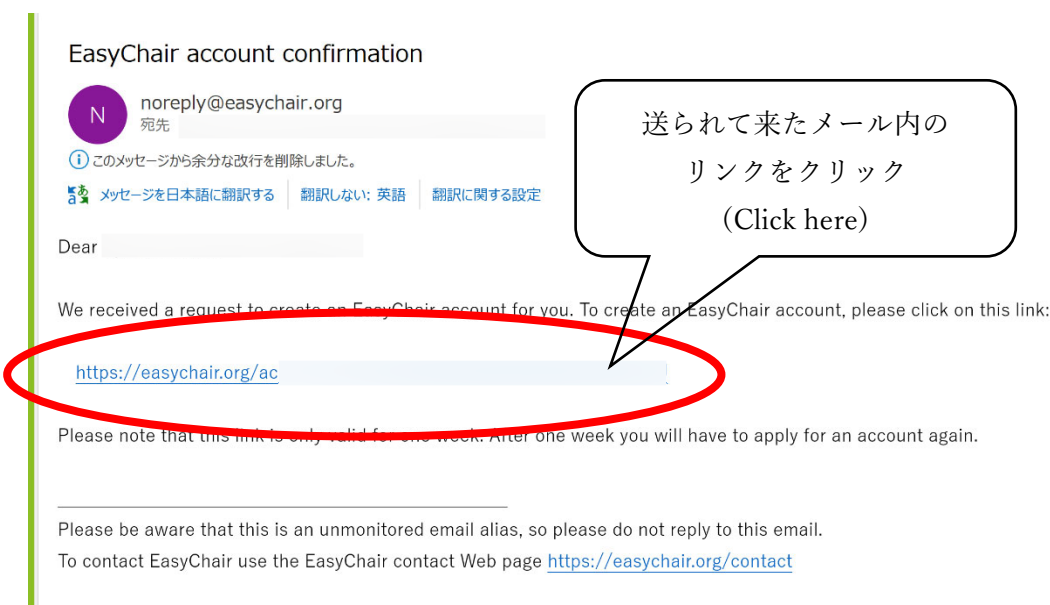 EasyChair account confirmation
N
noreply@easychair.org
宛先
このメッセージから余分な改行を削除しました。
メッセージを日本語に翻訳する 翻訳しない: 英語 翻訳に関する設定
送られて来たメール内の
リンクをクリック
（Click here）
Dear
We received a request to create an EasyChair account for you. To create an EasyChair account, please click on this link:
https://easychair.org/ac
Please note that this link is only valid for one week. After one week you will have to apply for an account again.
Please be aware that this is an unmonitored email alias, so please do not reply to this email.
To contact EasyChair use the EasyChair contact Web page https://easychair.org/contact